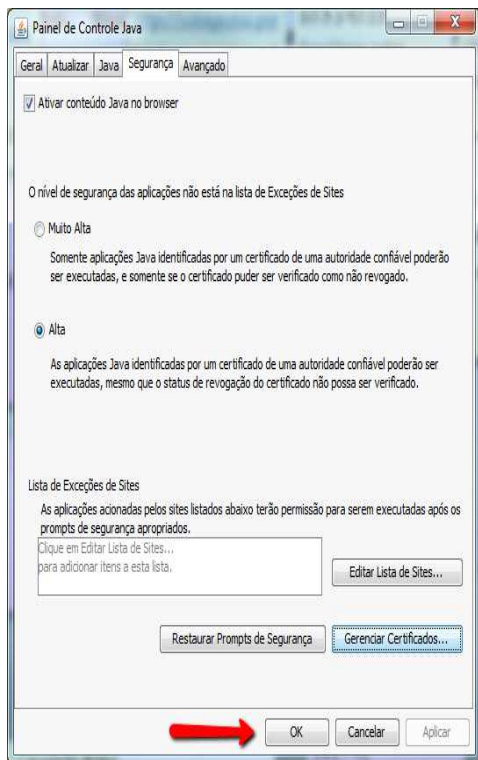 Painel de Controle Java
Geral Atualizar Java Segurança Avançado
Ativar conteúdo Java no browser
O nível de segurança das aplicações não está na lista de Exceções de Sites
Muito Alta
Somente aplicações Java identificadas por um certificado de uma autoridade confiável poderão
ser executadas, e somente se o certificado puder ser verificado como não revogado.
Alta
As aplicações Java identificadas por um certificado de uma autoridade confiável poderão ser
executadas, mesmo que o status de revogação do certificado não possa ser verificado.
Lista de Exceções de Sites
As aplicações acionadas pelos sites listados abaixo terão permissão para serem executadas após os
prompts de segurança apropriados.
Clique em Editar Lista de Sites...
para adicionar itens a esta lista.
Editar Lista de Sites...
Restaurar Prompts de Segurança Gerenciar Certificados...
OK Cancelar Aplicar